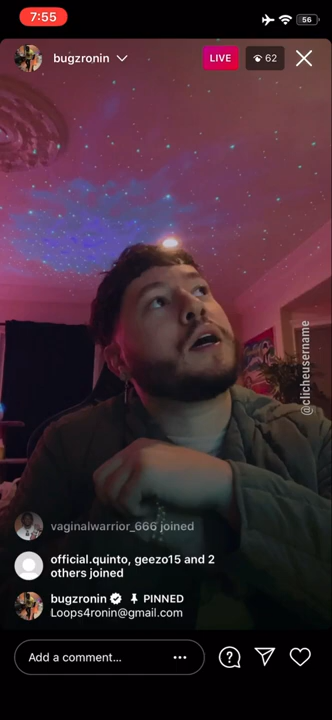 7:55
56
bugzronin
LIVE
62
@clicheusername
vaginalwarrior_666 joined
official.quinto, geezo15 and 2
others joined
bugzronin PINNED
Loops4ronin@gmail.com
Add a comment...